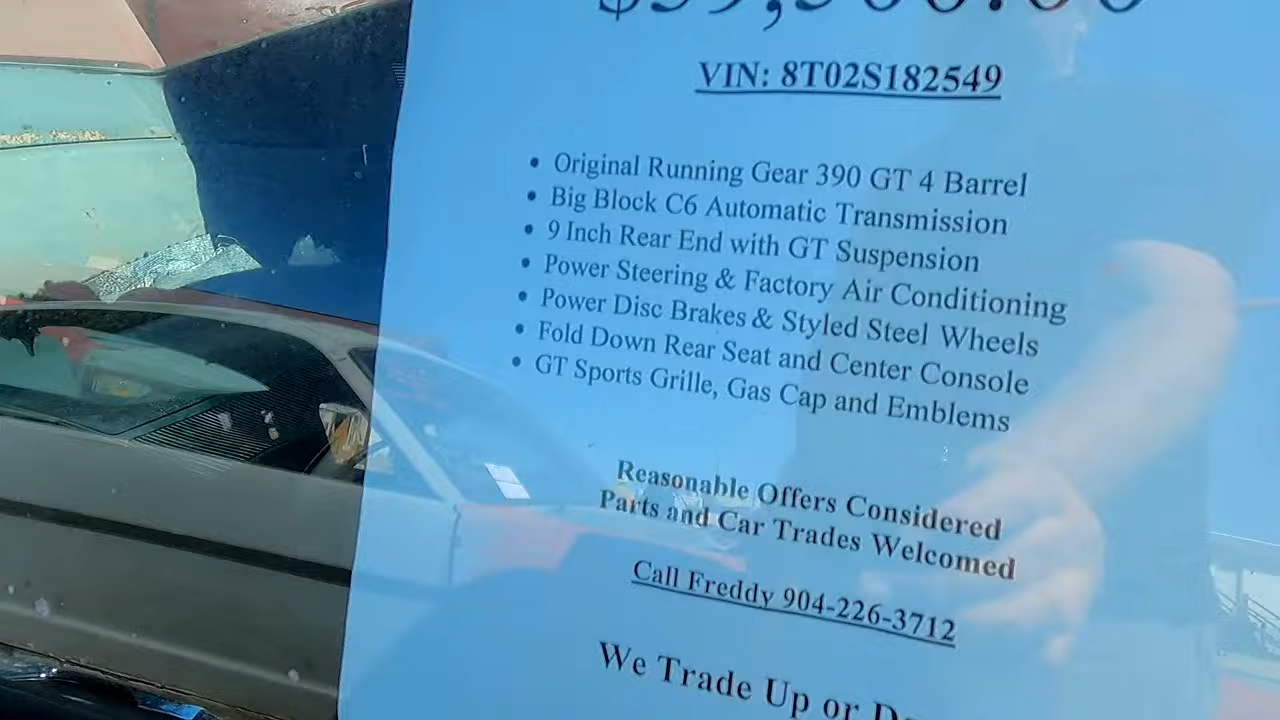 VIN: 8T02S182549
• Original Running Gear 390 GT 4 Barrel
• Big Block C6 Automatic Transmission
• 9 Inch Rear End with GT Suspension
• Power Steering & Factory Air Conditioning
• Power Disc Brakes & Styled Steel Wheels
• Fold Down Rear Seat and Center Console
• GT Sports Grille, Gas Cap and Emblems
Reasonable Offers Considered
Parts and Car Trades Welcomed
Call Freddy 904-226-3712
We Trade Up or